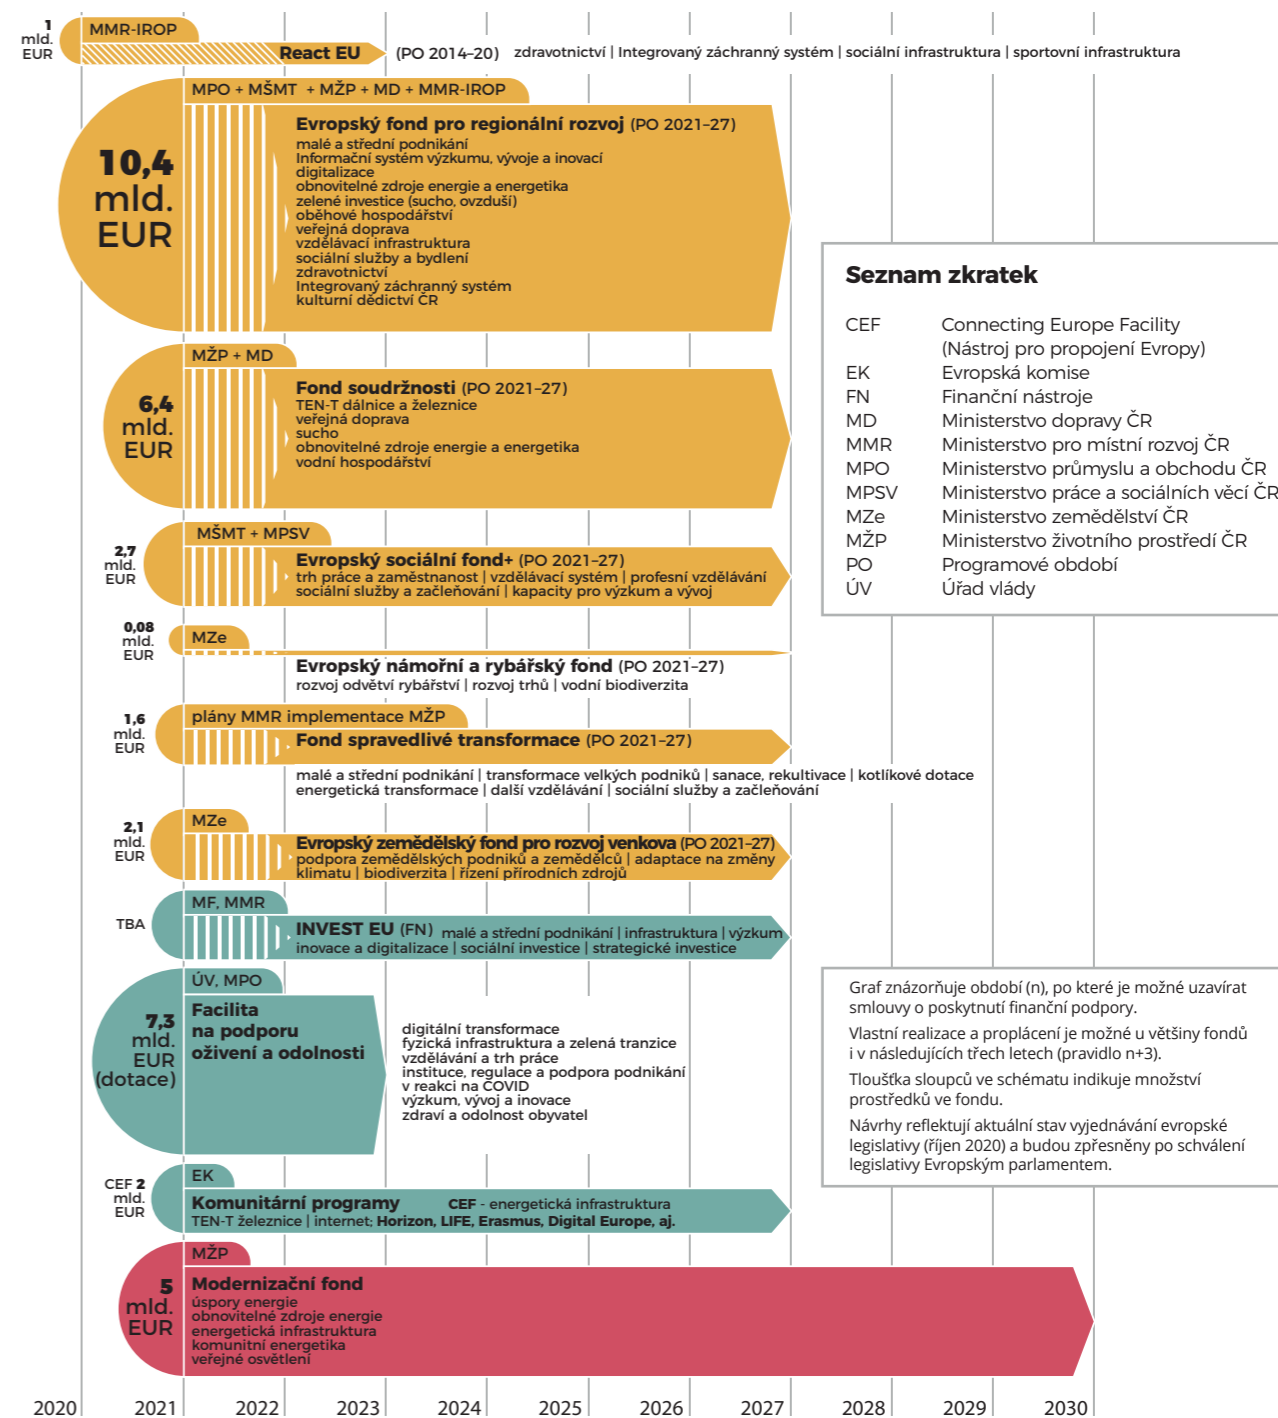 1
mld.
EUR
MMR-IROP
React EU (PO 2014–20) zdravotnictví | Integrovaný záchranný systém | sociální infrastruktura | sportovní infrastruktura
MPO + MŠMT + MŽP + MD + MMR-IROP
10,4
mld.
EUR
Evropský fond pro regionální rozvoj (PO 2021–27)
malé a střední podnikání
Informační systém výzkumu, vývoje a inovací
digitalizace
obnovitelné zdroje energie a energetika
zelené investice (sucho, ovzduší)
oběhové hospodářství
veřejná doprava
vzdělávací infrastruktura
sociální služby a bydlení
zdravotnictví
Integrovaný záchranný systém
kulturní dědictví ČR
MŽP + MD
6,4
mld.
EUR
Fond soudržnosti (PO 2021–27)
TEN-T dálnice a železnice
veřejná doprava
sucho
obnovitelné zdroje energie a energetika
vodní hospodářství
MŠMT + MPSV
2,7
mld.
EUR
Evropský sociální fond+ (PO 2021–27)
trh práce a zaměstnanost | vzdělávací systém | profesní vzdělávání
sociální služby a začleňování | kapacity pro výzkum a vývoj
0,08
mld.
EUR
MZe
Evropský námořní a rybářský fond (PO 2021–27)
rozvoj odvětví rybářství | rozvoj trhů | vodní biodiverzita
1,6
mld.
EUR
plány MMR implementace MŽP
Fond spravedlivé transformace (PO 2021–27)
malé a střední podnikání | transformace velkých podniků | sanace, rekultivace | kotlíkové dotace
energetická transformace | další vzdělávání | sociální služby a začleňování
2,1
mld.
EUR
MZe
Evropský zemědělský fond pro rozvoj venkova (PO 2021–27)
podpora zemědělských podniků a zemědělců | adaptace na změny
klimatu | biodiverzita | řízení přírodních zdrojů
TBA
MF, MMR
INVEST EU (FN) malé a střední podnikání | infrastruktura | výzkum
inovace a digitalizace | sociální investice | strategické investice
ÚV, MPO
7,3
mld.
EUR
(dotace)
Facilita
na podporu
oživení a odolnosti
digitální transformace
fyzická infrastruktura a zelená tranzice
vzdělávání a trh práce
instituce, regulace a podpora podnikání
v reakci na COVID
výzkum, vývoj a inovace
zdraví a odolnost obyvatel
CEF 2
mld.
EUR
EK
Komunitární programy CEF - energetická infrastruktura
TEN-T železnice | internet; Horizon, LIFE, Erasmus, Digital Europe, aj.
MŽP
5
mld.
EUR
Modernizační fond
úspory energie
obnovitelné zdroje energie
energetická infrastruktura
komunitní energetika
veřejné osvětlení
Seznam zkratek
CEF Connecting Europe Facility
(Nástroj pro propojení Evropy)
EK Evropská komise
FN Finanční nástroje
MD Ministerstvo dopravy ČR
MMR Ministerstvo pro místní rozvoj ČR
MPO Ministerstvo průmyslu a obchodu ČR
MPSV Ministerstvo práce a sociálních věcí ČR
MZe Ministerstvo zemědělství ČR
MŽP Ministerstvo životního prostředí ČR
PO Programové období
ÚV Úřad vlády
Graf znázorňuje období (n), po které je možné uzavírat
smlouvy o poskytnutí finanční podpory.
Vlastní realizace a proplácení je možné u většiny fondů
i v následujících třech letech (pravidlo n+3).
Tloušťka sloupců ve schématu indikuje množství
prostředků ve fondu.
Návrhy reflektují aktuální stav vyjednávání evropské
legislativy (říjen 2020) a budou zpřesněny po schválení
legislativy Evropským parlamentem.
2020 2021 2022 2023 2024 2025 2026 2027 2028 2029 2030